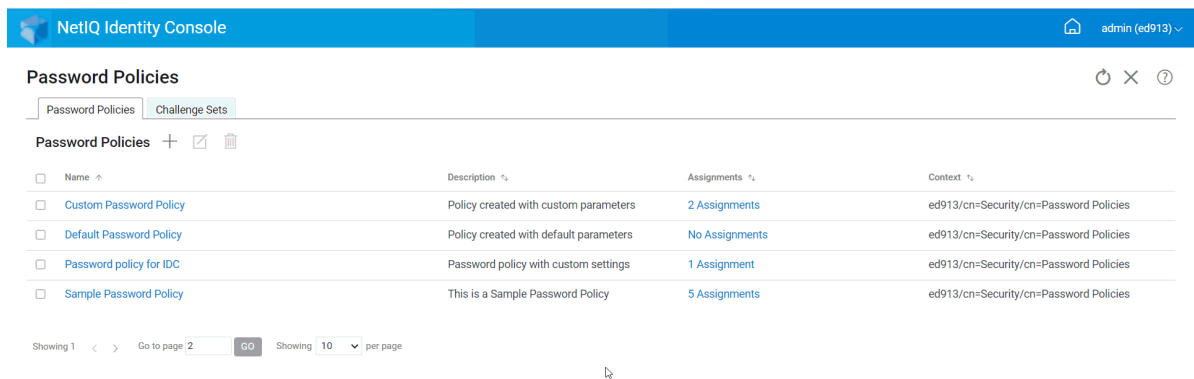 NetIQ Identity Console admin (ed913)
Password Policies
Password Policies Challenge Sets
Password Policies
Name Description Assignments Context
Custom Password Policy Policy created with custom parameters 2 Assignments ed913/cn=Security/cn=Password Policies
Default Password Policy Policy created with default parameters No Assignments ed913/cn=Security/cn=Password Policies
Password policy for IDC Password policy with custom settings 1 Assignment ed913/cn=Security/cn=Password Policies
Sample Password Policy This is a Sample Password Policy 5 Assignments ed913/cn=Security/cn=Password Policies
Showing 1 Go to page 2 GO Showing 10 per page